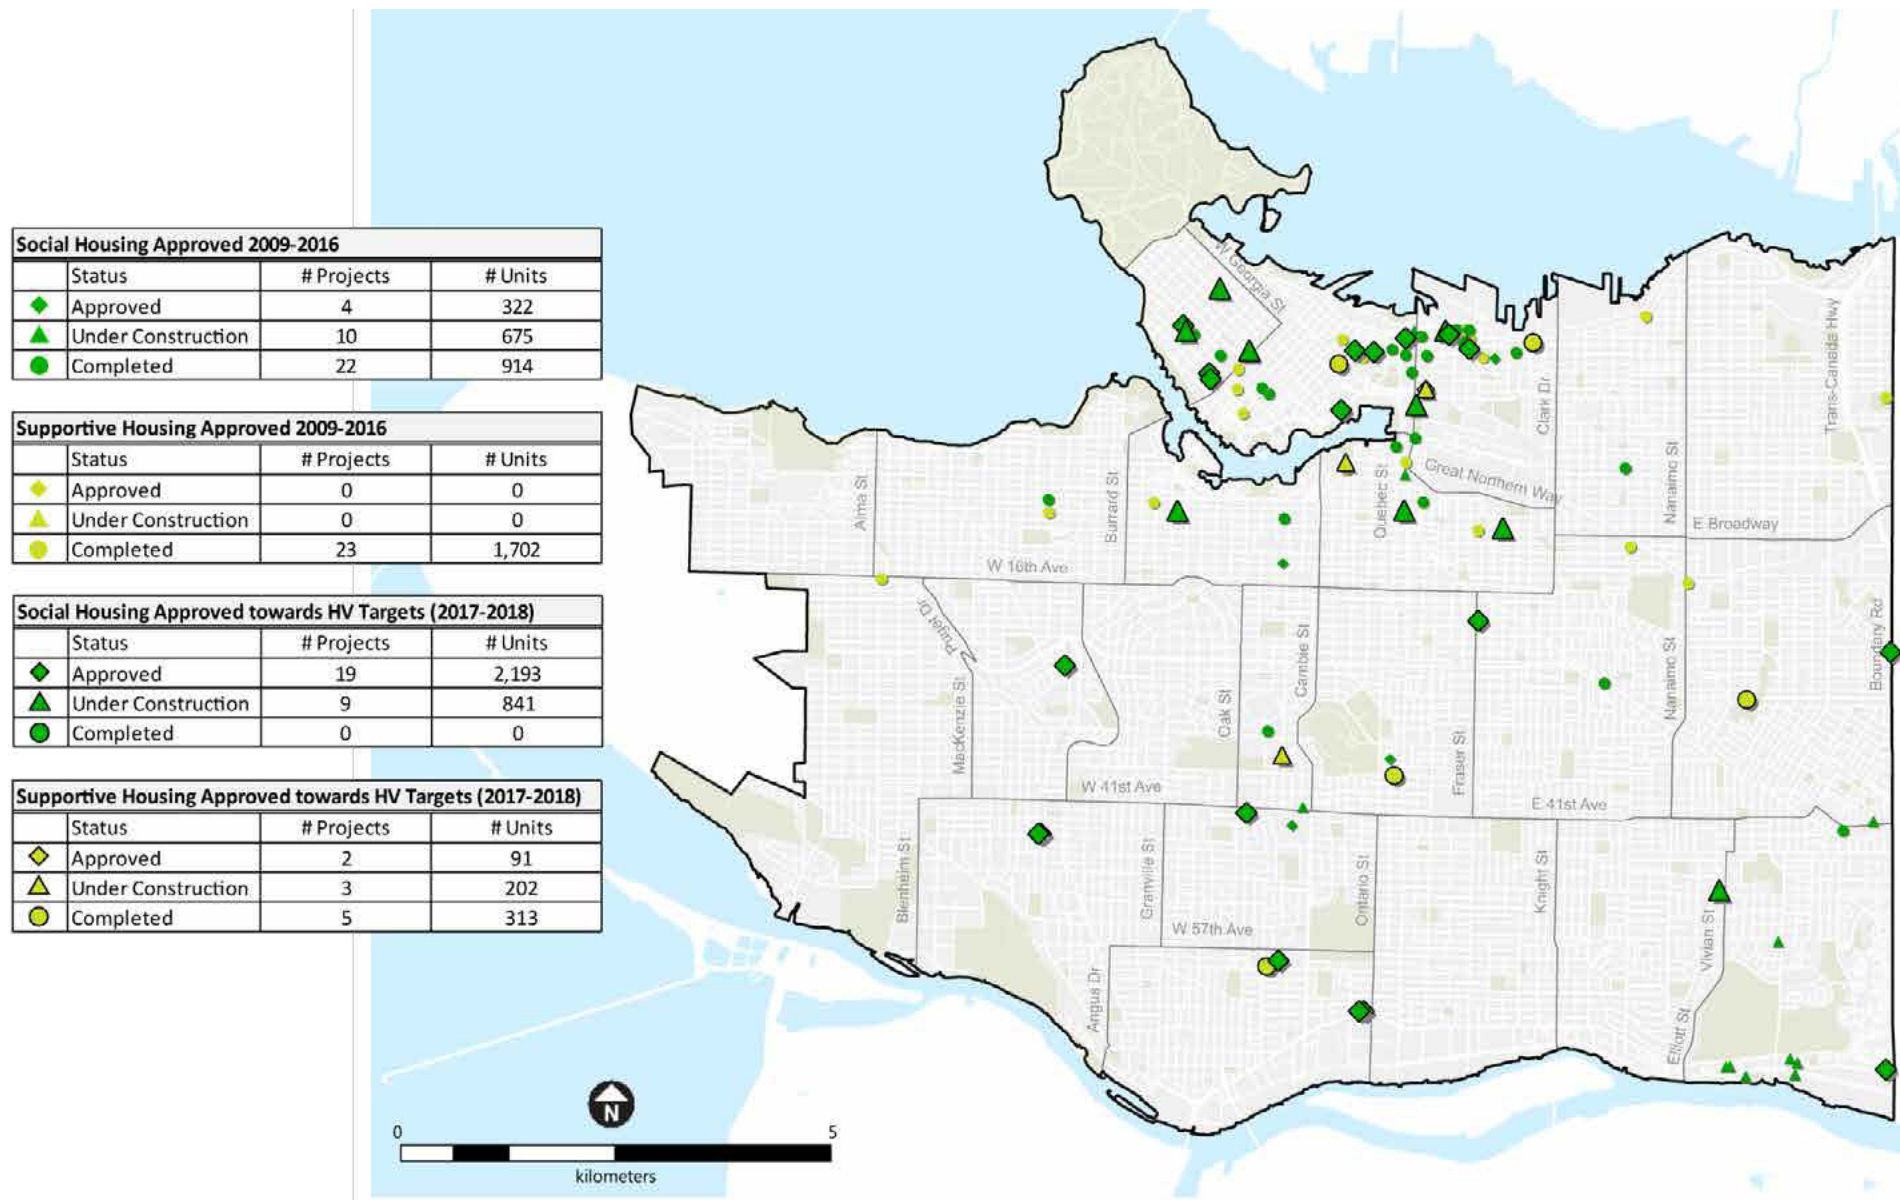 Social Housing Approved 2009-2016
Status # Projects # Units
Approved 4 322
Under Construction 10 675
Completed 22 914
Supportive Housing Approved 2009-2016
Status # Projects # Units
Approved 0 0
Under Construction 0 0
Completed 23 1,702
Social Housing Approved towards HV Targets (2017-2018)
Status # Projects # Units
Approved 19 2,193
Under Construction 9 841
Completed 0 0
Supportive Housing Approved towards HV Targets (2017-2018)
Status # Projects # Units
Approved 2 91
Under Construction 3 202
Completed 5 313
W Georgia St
Trans-Canada Hwy
Clark Dr
Alma St
Burrard St
Quebec St
Great Northern Way
Nanaimo St
E Broadway
W 16th Ave
Puget Dr
MacKenzie St
Oak St
Cambie St
Fraser St
Nanaimo St
Boundary Rd
W 41st Ave
E 41st Ave
Blenheim St
Granville St
Ontario St
Knight St
W 57th Ave
Vivian St
Angus Dr
Elliott St
N
0 5
kilometers